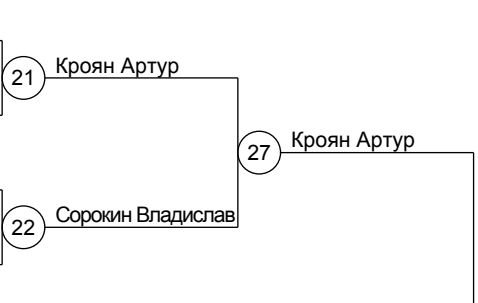 21 Кроян Артур
27 Кроян Артур
22 Сорокин Владислав